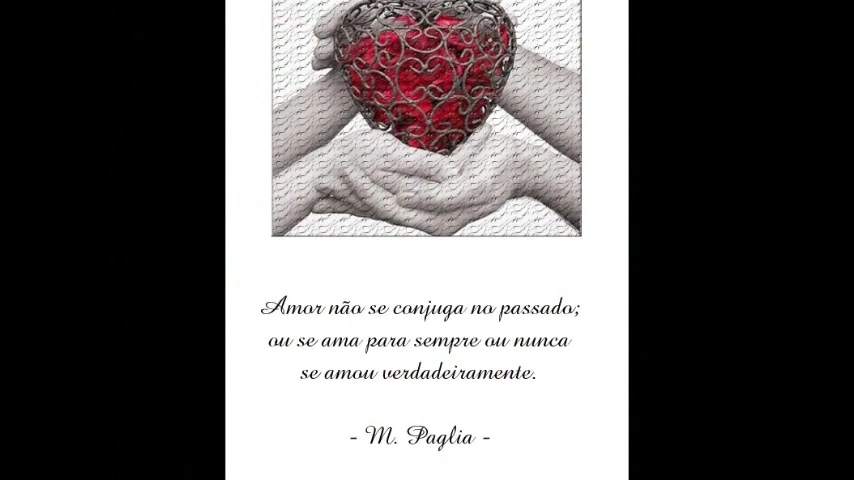 Amor não se conjuga no passado;
ou se ama para sempre ou nunca
se amou verdadeiramente.
- M. Paglia -